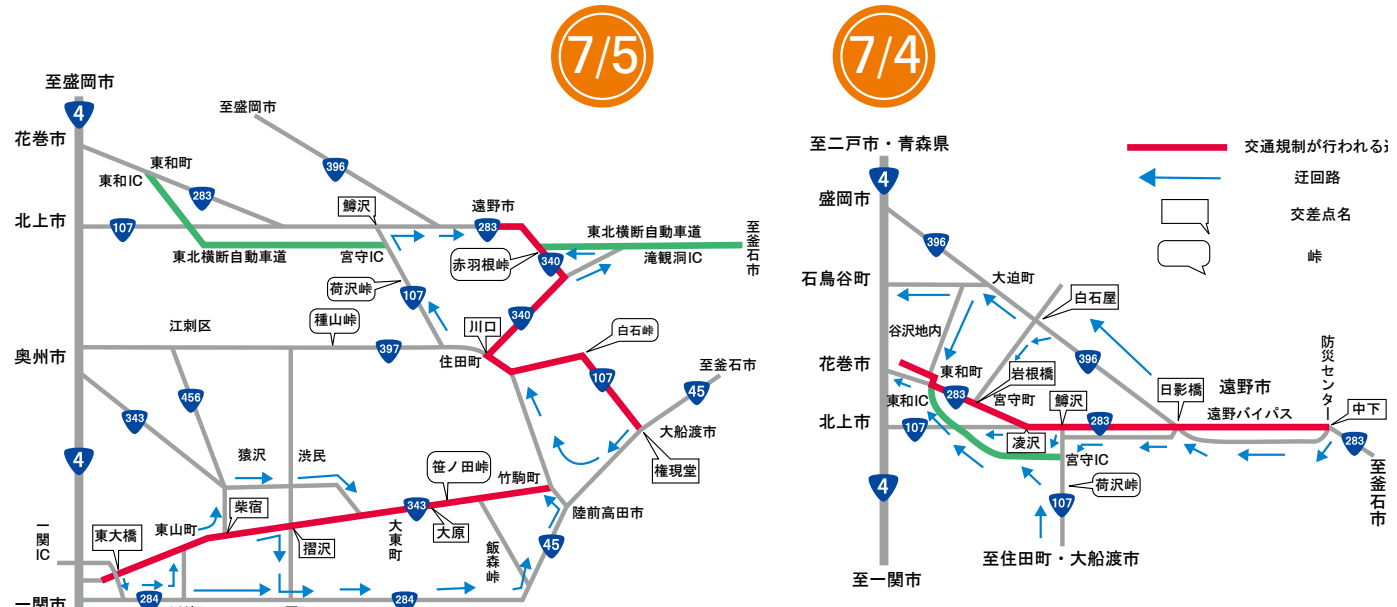 7/5
至盛岡市
4
花巻市
至盛岡市
東和町
東和IC
396
283
鱒沢
遠野市
北上市
107
283
東北横断自動車道
至釜石市
東北横断自動車道
宮守IC
赤羽根峠
340
滝観洞IC
荷沢峠
107
種山峠
江刺区
川口
340
白石峠
奥州市
397
住田町
至釜石市
107
45
343
456
大船渡市
権現堂
猿沢
渋民
笹ノ田峠
竹駒町
4
柴宿
343
陸前高田市
一関IC
東大橋
東山町
摺沢
大東町
大原
飯森峠
45
284
284
一関市
7/4
至二戸市・青森県
4
盛岡市
交通規制が行われる
迂回路
交差点名
峠
396
石鳥谷町
大迫町
白石屋
谷沢地内
花巻市
396
防災センター
東和町
岩根橋
日影橋
遠野市
東和IC
283
宮守町
鱒沢
283
遠野バイパス
中下
北上市
107
凌沢
283
宮守IC
至釜石市
4
荷沢峠
107
至住田町・大船渡市
至一関市